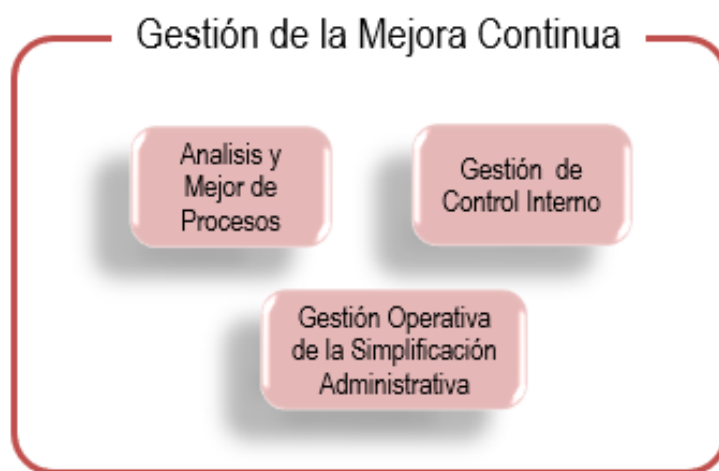 Gestión de la Mejora Continua
Analisis y
Mejor de
Procesos
Gestión de
Control Interno
Gestión Operativa
de la Simplificación
Administrativa